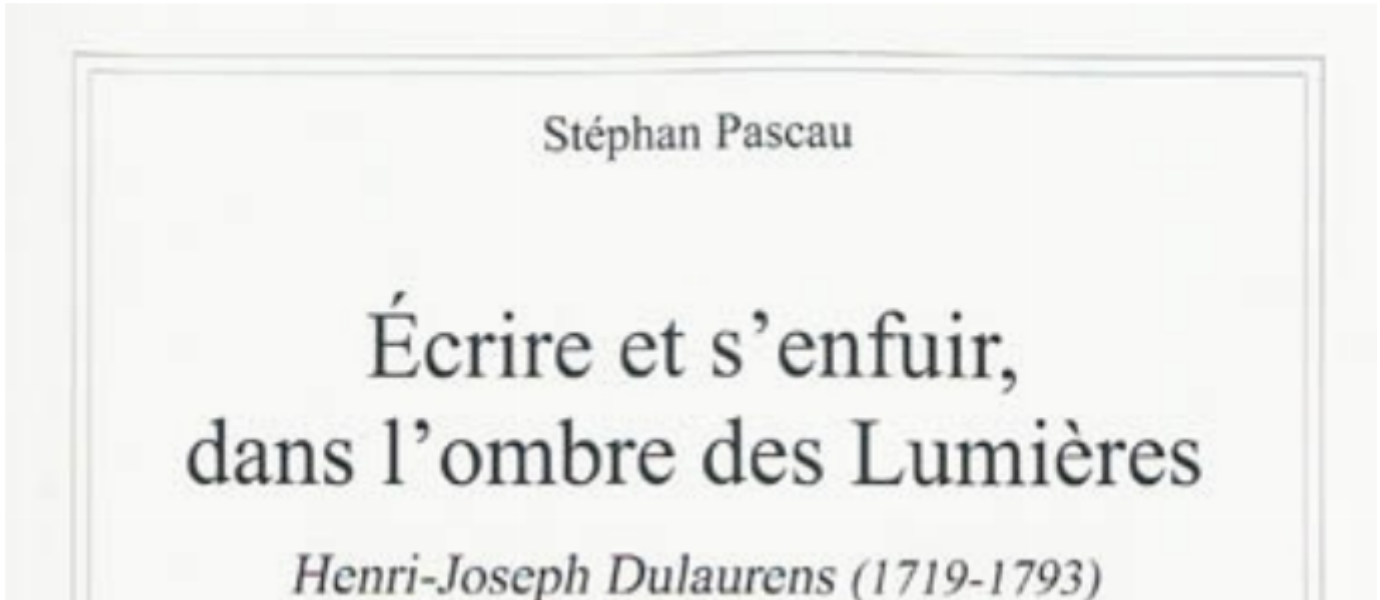 Stéphan Pascau
Écrire et s’enfuir,
dans l’ombre des Lumières
Henri-Joseph Dulaurens (1719-1793)